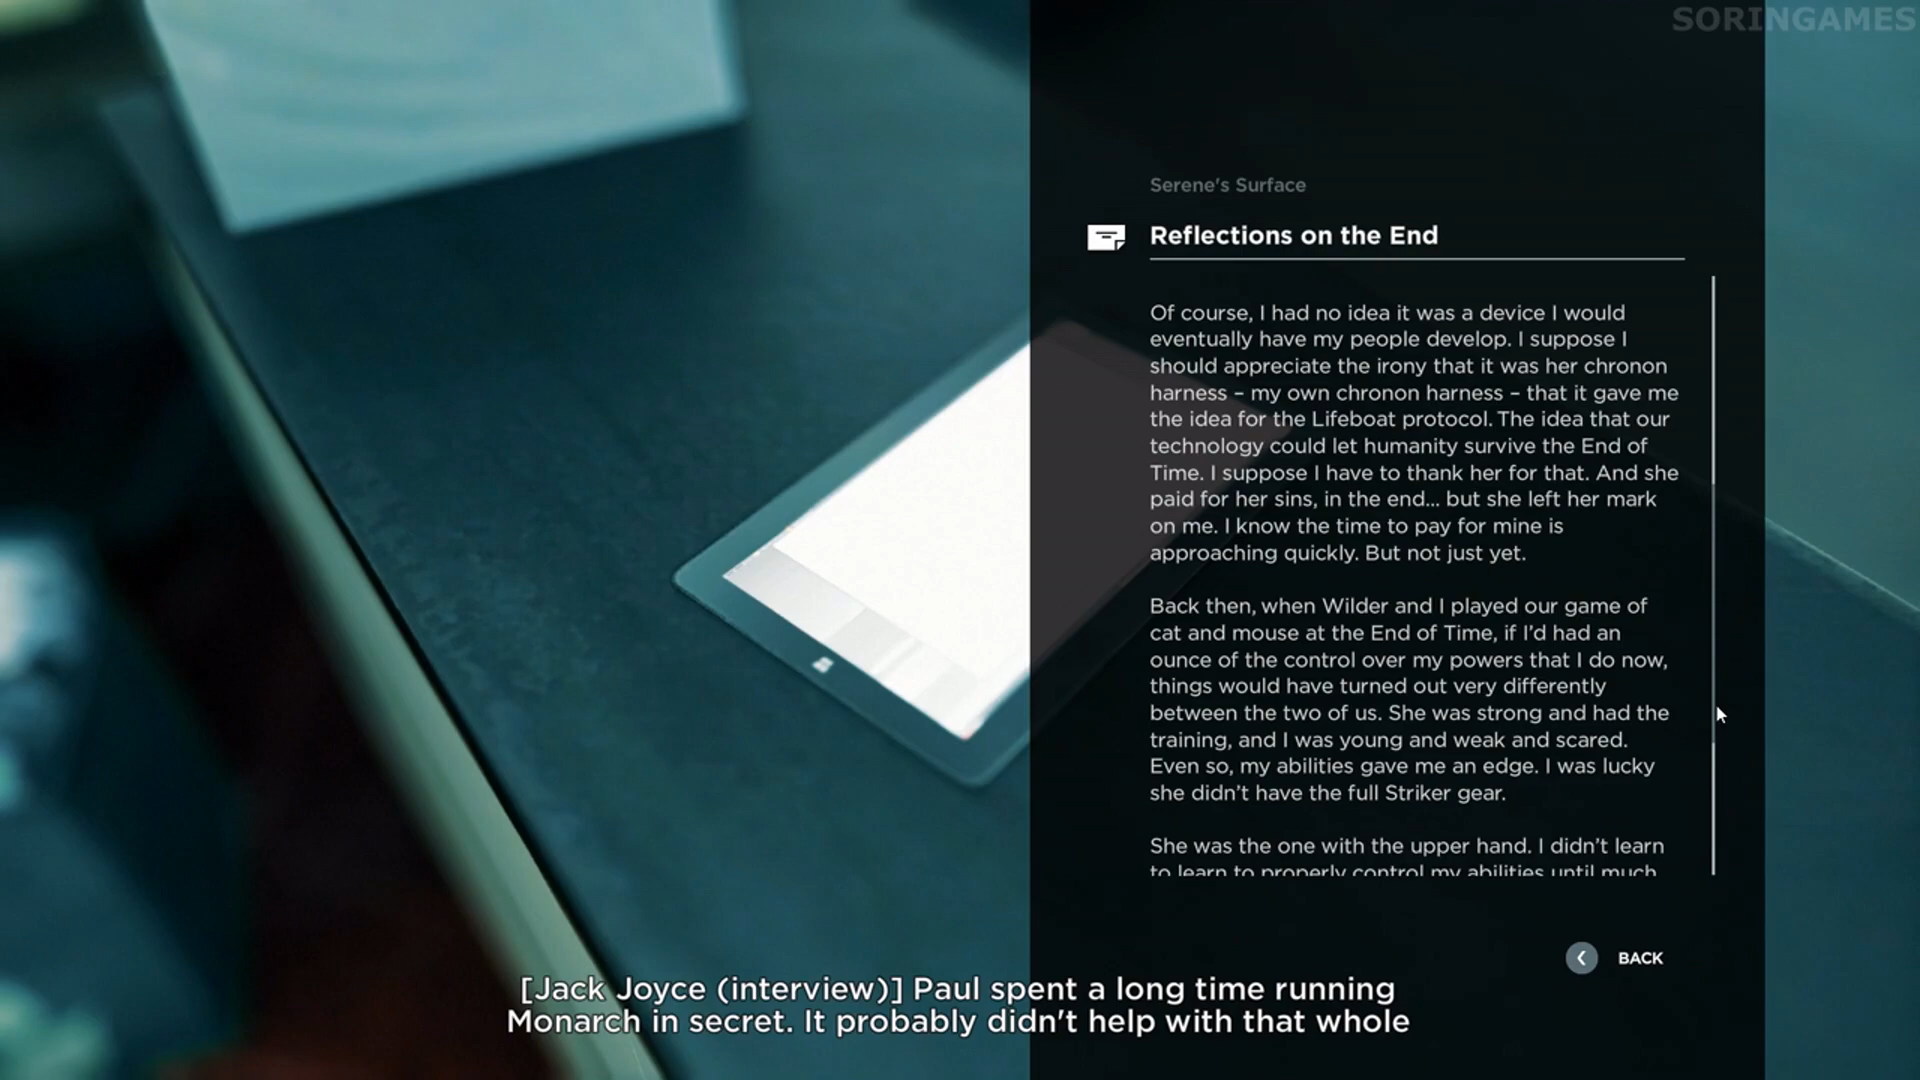 SORINGAMES
Serene's Surface
Reflections on the End
Of course, I had no idea it was a device I would
eventually have my people develop. I suppose I
should appreciate the irony that it was her chronon
harness – my own chronon harness – that it gave me
the idea for the Lifeboat protocol. The idea that our
technology could let humanity survive the End of
Time. I suppose I have to thank her for that. And she
paid for her sins, in the end... but she left her mark
on me. I know the time to pay for mine is
approaching quickly. But not just yet.
Back then, when Wilder and I played our game of
cat and mouse at the End of Time, if I’d had an
ounce of the control over my powers that I do now,
things would have turned out very differently
between the two of us. She was strong and had the
training, and I was young and weak and scared.
Even so, my abilities gave me an edge. I was lucky
she didn’t have the full Striker gear.
She was the one with the upper hand. I didn’t learn
to learn to properly control my abilities until much
BACK
[Jack Joyce (interview)] Paul spent a long time running
Monarch in secret. It probably didn't help with that whole